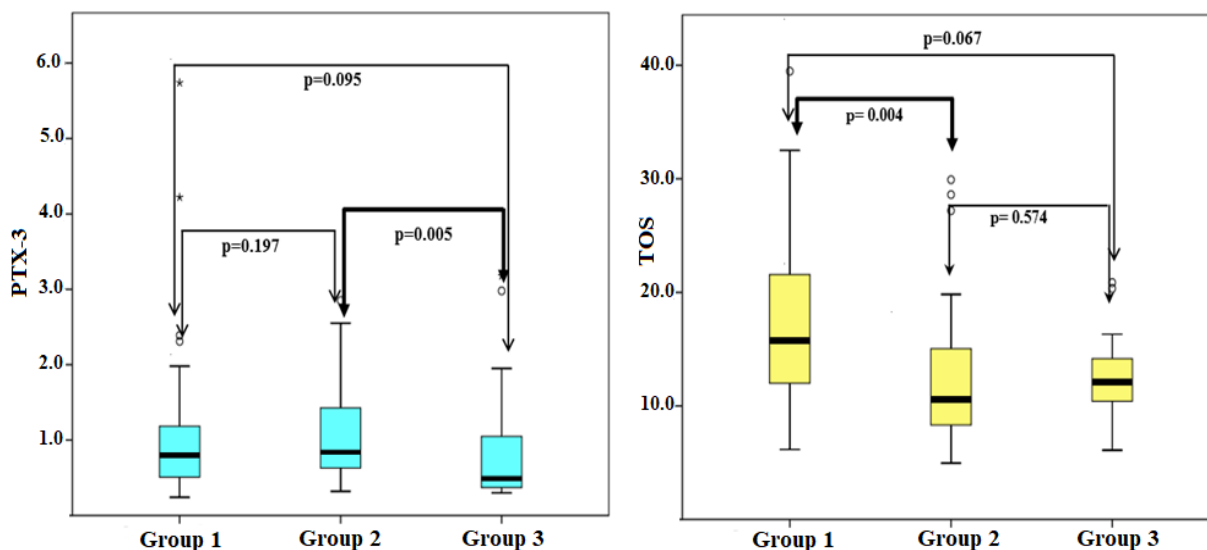 6.0
5.0
4.0
3.0
2.0
1.0
PTX-3
p=0.095
p=0.197
p=0.005
Group 1
Group 2
Group 3
40.0
30.0
20.0
10.0
TOS
p=0.067
p= 0.004
p= 0.574
Group 1
Group 2
Group 3